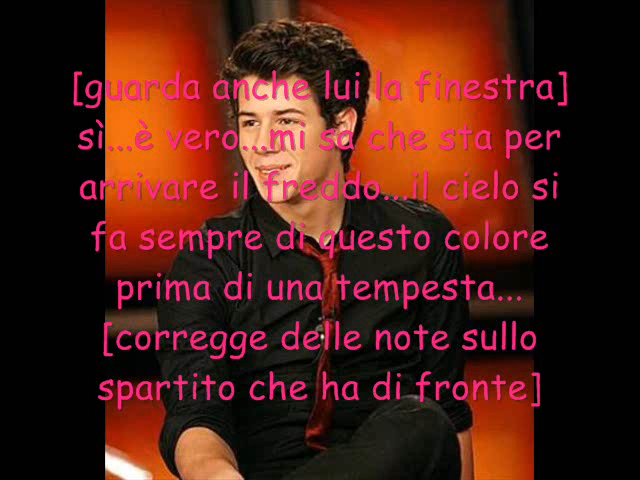 [guarda anche lui la finestra]
sì...è vero...mi sa che sta per
arrivare il freddo...il cielo si
fa sempre di questo colore
prima di una tempesta...
[corregge delle note sullo
spartito che ha di fronte]